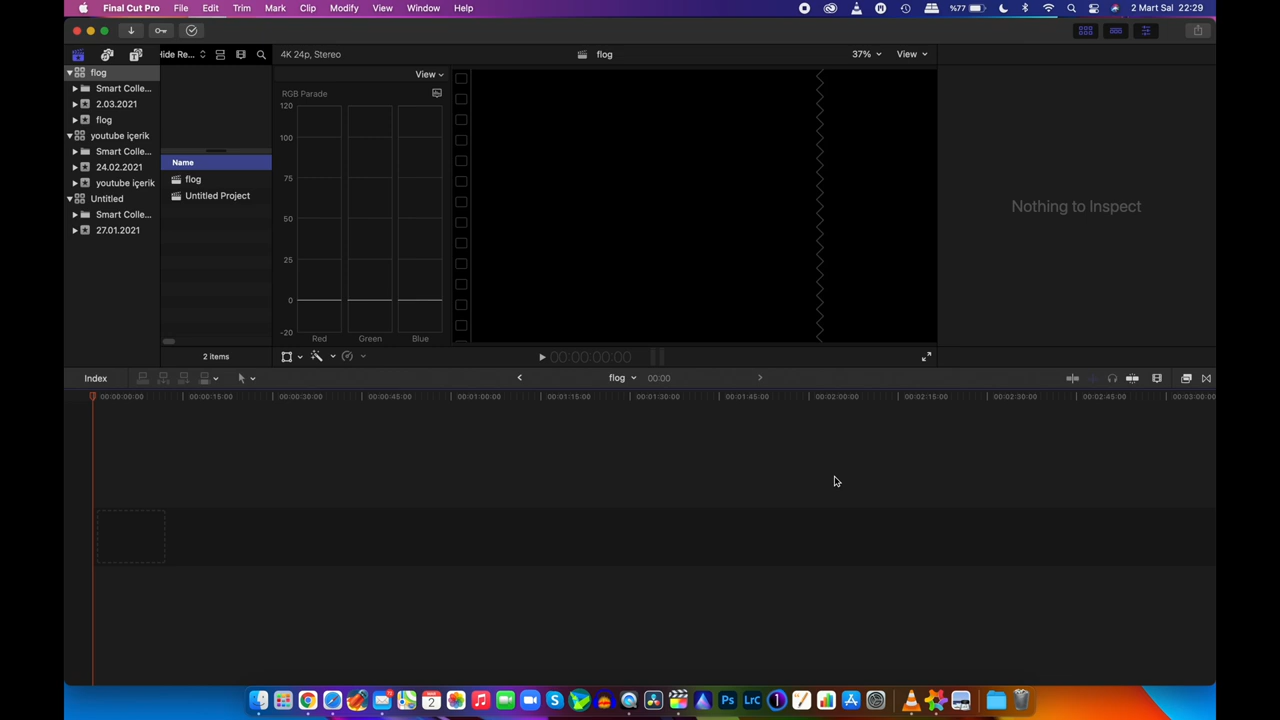 Final Cut Pro File Edit Trim Mark Clip Modify View Window Help %77 2 Mart Sal 22:29
Hide Re... 4K 24p, Stereo flog 37% View
flog
Smart Colle...
2.03.2021
flog
youtube içerik
Smart Colle...
24.02.2021
youtube içerik
Untitled
Smart Colle...
27.01.2021
Name
flog
Untitled Project
2 items
View
RGB Parade
120
100
75
50
25
0
-20
Red Green Blue
Nothing to Inspect
00:00:00:00
Index flog 00:00
00:00:00:00 00:00:15:00 00:00:30:00 00:00:45:00 00:01:00:00 00:01:15:00 00:01:30:00 00:01:45:00 00:02:00:00 00:02:15:00 00:02:30:00 00:02:45:00 00:03:00:00
2 Ps LrC 1